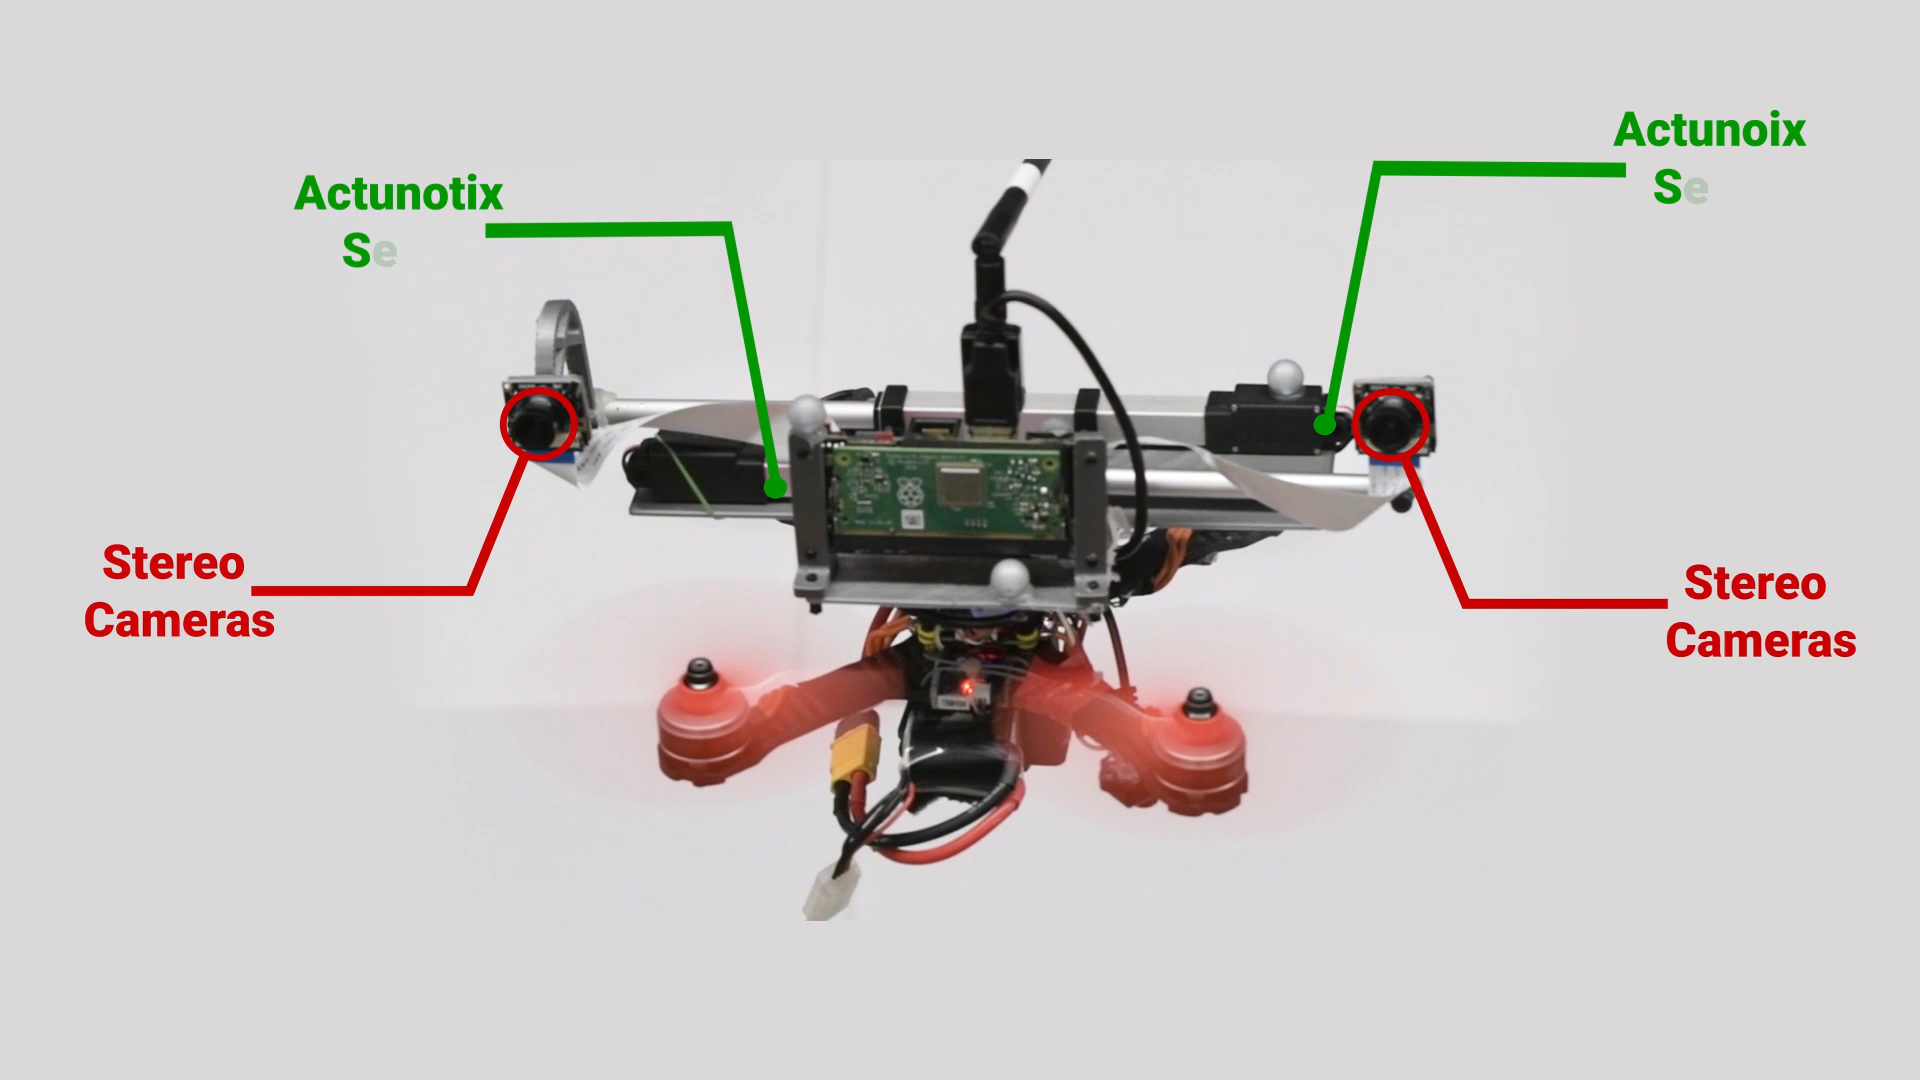 Actunoix
Se
Actunotix
Se
Stereo
Cameras
Stereo
Cameras